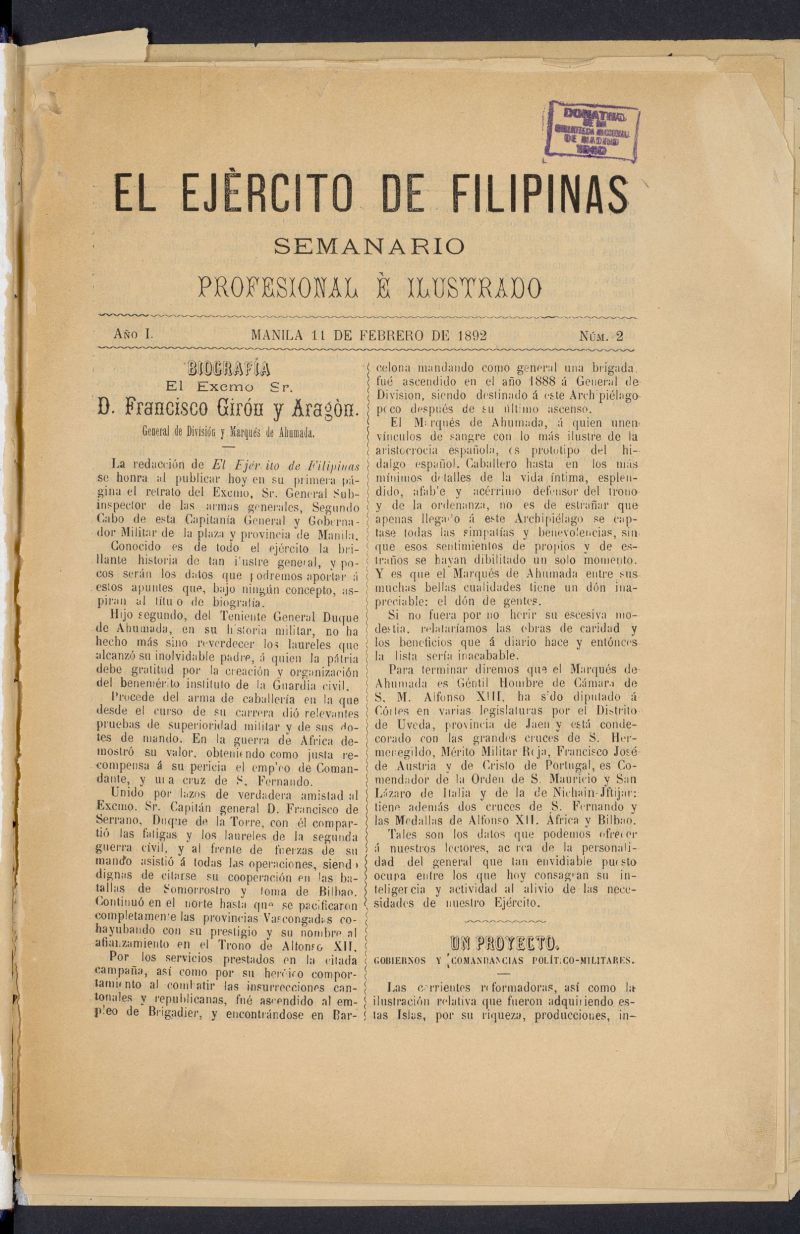 DONATIVO
DE LA
BIBLIOTECA NACIONAL
DE MADRID
EL EJÈRCITO DE FILIPINAS
SEMANARIO
PROFESIONAL È ILUSTRADO
AÑO I.
MANILA 11 DE FEBRERO DE 1892
NÚM. 2
BIOGRAFÍA
El Excmo Sr.
D. Francisco Girón y Aragòn.
General de División y Marqués de Ahumada.
La redacción de El Ejér ito de Filipinas
se honra al publicar hoy en su primera pá-
gina el retrato del Excmo, Sr. General Sub-
inspector de las armas generales, Segundo
Cabo de esta Capitanía General y Goberna-
dor Militar de la plaza y provincia de Manila.
Conocido es de todo el ejército la bri-
llante historia de tan ilustre general, y po-
cos serán los datos que podremos aportar á
estos apuntes que, bajo ningún concepto, as-
piran al título de biografía.
Hijo segundo, del Teniente General Duque
de Ahumada, en su historia militar, no ha
hecho más sino reverdecer los laureles que
alcanzó su inolvidable padre, á quien la pátria
debe gratitud por la creación y organización
del benemérito instituto de la Guardia civil.
Procede del arma de caballería en la que
desde el curso de su carrera dió relevantes
pruebas de superioridad militar y de sus do-
tes de mando. En la guerra de Africa de-
mostró su valor, obteniendo como justa re-
compensa á su pericia el empleo de Coman-
dante, y una cruz de S. Fernando.
Unido por lazos de verdadera amistad al
Excmo. Sr. Capitán general D. Francisco de
Serrano, Duque de la Torre, con él compar-
tió las fatigas y los laureles de la segunda
guerra civil, y al frente de fuerzas de su
mando asistió á todas las operaciones, siendo
dignas de citarse su cooperación en las ba-
tallas de Somorrostro y toma de Bilbao.
Continuó en el norte hasta que se pacificaron
completamente las provincias Vascongadas co-
hayubando con su prestigio y su nombre al
afianzamiento en el Trono de Alfonso XII.
Por los servicios prestados en la citada
campaña, así como por su heróico compor-
tamiento al combatir las insurrecciones can-
tonales y republicanas, fué ascendido al em-
pleo de Brigadier, y encontrándose en Bar-
celona mandando como general una brigada
fué ascendido en el año 1888 á General de
Division, siendo destinado á este Archipiélago
poco después de su último ascenso.
El Marqués de Ahumada, á quien unen
vínculos de sangre con lo más ilustre de la
aristocrocia española, es prototipo del hi-
dalgo español. Caballero hasta en los más
mínimos detalles de la vida íntima, esplen-
dido, afable y acérrimo defensor del trono
y de la ordenanza, no es de estrañar que
apenas llegado á este Archipiélago se cap-
tase todas las simpatías y benevolencias, sin
que esos sentimientos de propios y de es-
traños se hayan dibilitado un solo momento.
Y es que el Marqués de Ahumada entre sus
muchas bellas cualidades tiene un dón ina-
preciable: el dón de gentes.
Si no fuera por no herir su escesiva mo-
destia, relataríamos las obras de caridad y
los beneficios que á diario hace y entónces
la lista sería inacabable.
Para terminar diremos que el Marqués de
Ahumada es Géntil Hombre de Cámara de
S. M. Alfonso XIII, ha sido diputado á
Córtes en varias legislaturas por el Distrito
de Uveda, provincia de Jaen y está conde-
corado con las grandes cruces de S. Her-
menegildo, Mérito Militar Roja, Francisco José
de Austria y de Cristo de Portugal, es Co-
mendador de la Orden de S. Mauricio y San
Lázaro de Italia y de la de Nichain-Jftijar:
tiene además dos cruces de S. Fernando y
las Medallas de Alfonso XII. África y Bilbao.
Tales son los datos que podemos ofrecer
á nuestros lectores, acerca de la personali-
dad del general que tan envidiable puesto
ocupa entre los que hoy consagran su in-
teligercia y actividad al alivio de las nece-
sidades de nuestro Ejército.
UN PROYECTO.
GOBIERNOS Y COMANDANCIAS POLÍTICO-MILITARES.
Las corrientes reformadoras, así como la
ilustración relativa que fueron adquiriendo es-
tas Islas, por su riqueza, producciones, in-